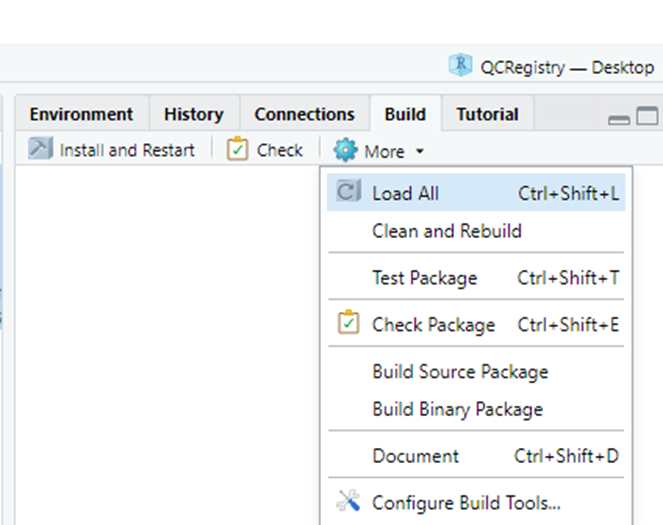 QCRegistry — Desktop
Environment History Connections Build Tutorial
Install and Restart Check More
Load All Ctrl+Shift+L
Clean and Rebuild
Test Package Ctrl+Shift+T
Check Package Ctrl+Shift+E
Build Source Package
Build Binary Package
Document Ctrl+Shift+D
Configure Build Tools...